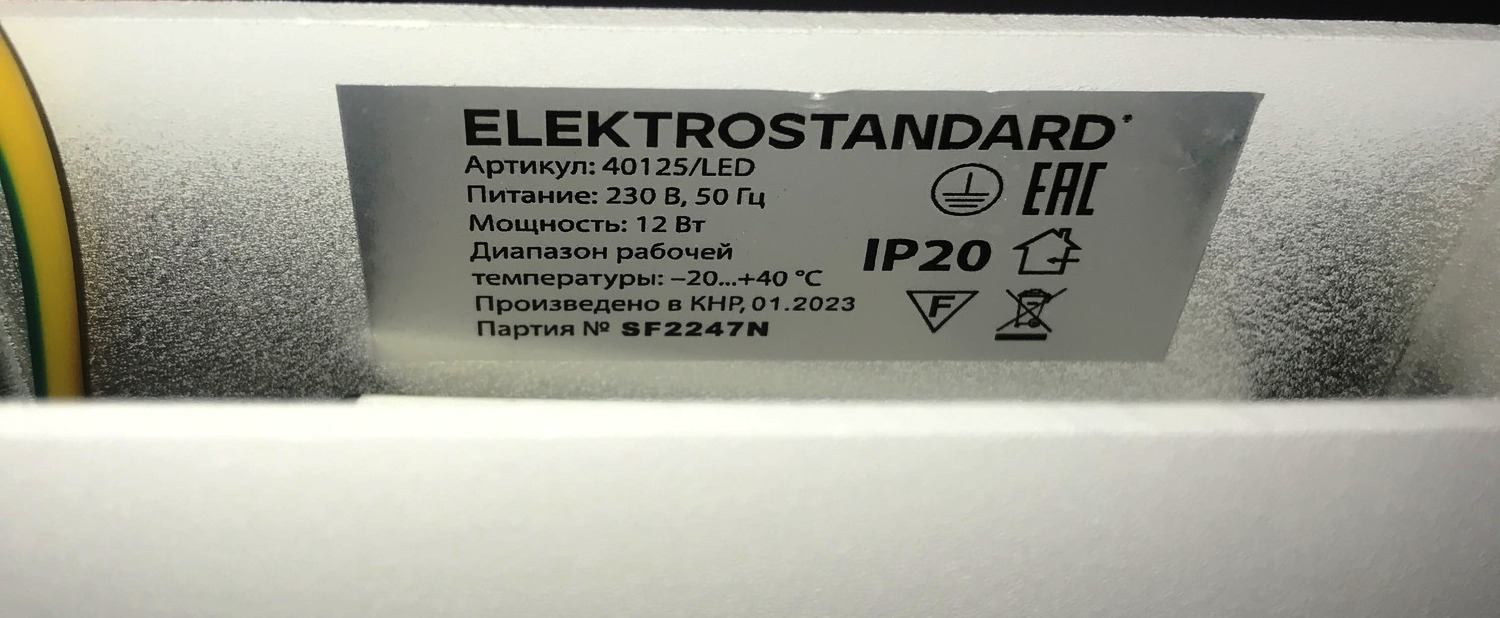 ELEKTROSTANDARD
Артикул: 40125/LED
Питание: 230 В, 50 Гц
Мощность: 12 Вт
Диапазон рабочей
температуры: –20...+40 °C
Произведено в КНР, 01.2023
Партия № SF2247N
EAC
IP20
F